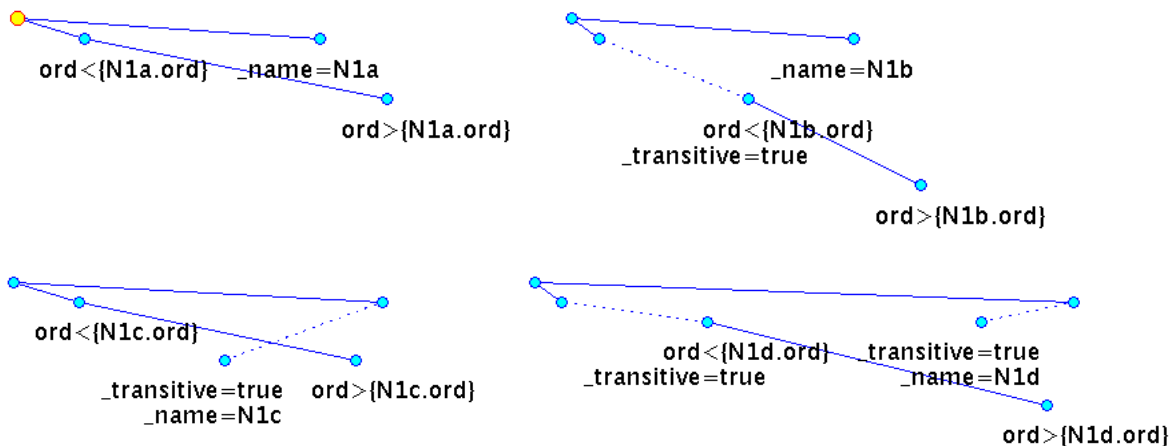 ord<{N1a.ord}
_name=N1a
ord>{N1a.ord}
_name=N1b
ord<{N1b.ord}
_transitive=true
ord>{N1b.ord}
ord<{N1c.ord}
_transitive=true
_name=N1c
ord>{N1c.ord}
ord<{N1d.ord}
_transitive=true
_transitive=true
_name=N1d
ord>{N1d.ord}